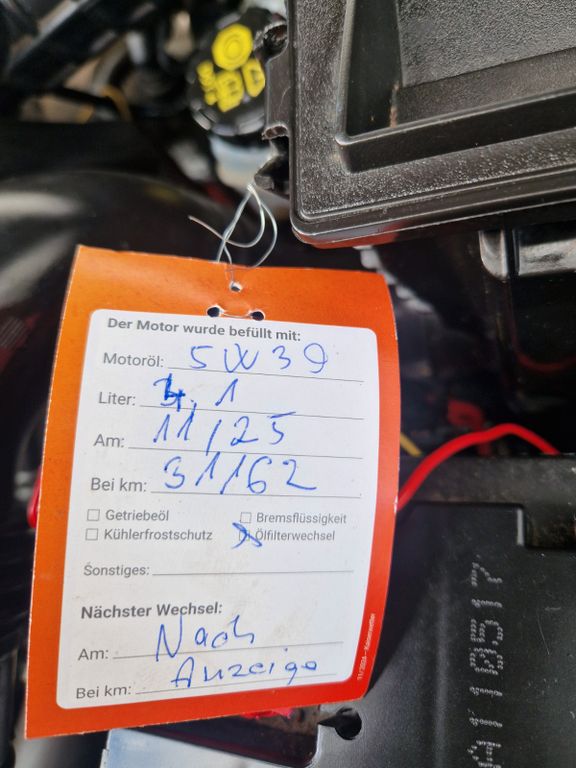 Der Motor wurde befüllt mit:
Motoröl: 5W30
Liter: 4,1
Am: 11/25
Bei km: 31162
Getriebeöl
Bremsflüssigkeit
Kühlerfrostschutz
Ölfilterwechsel
Sonstiges:
Nächster Wechsel:
Am: Nach
Bei km: Anzeige